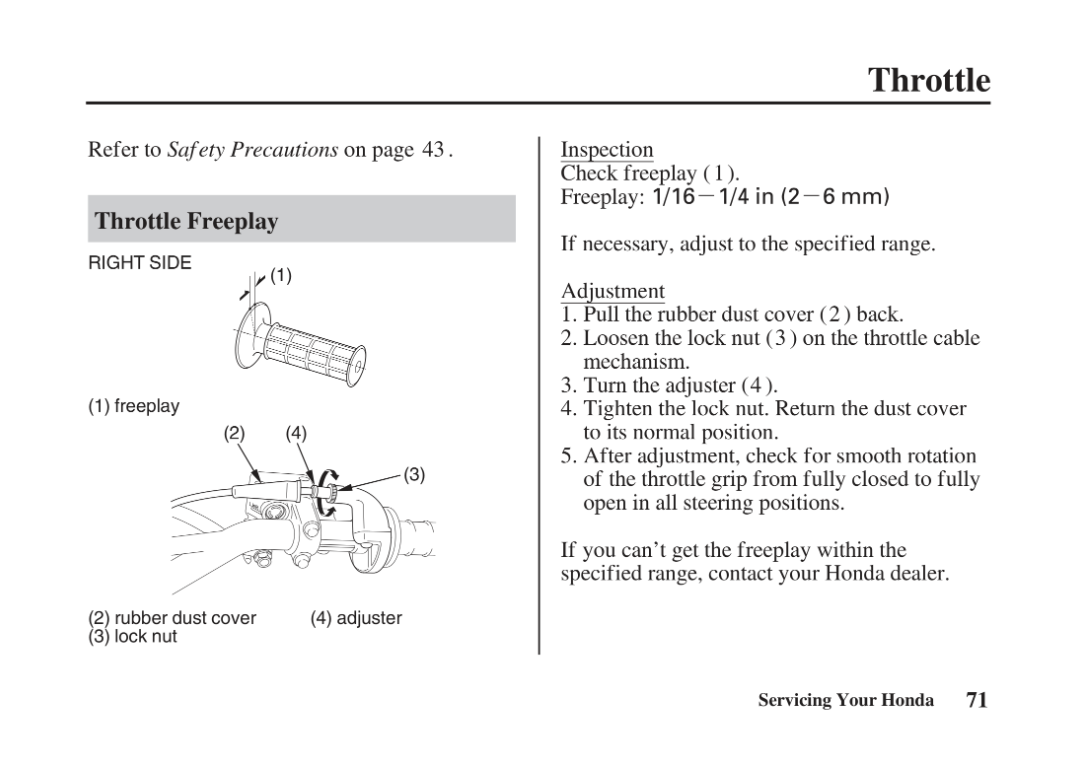 Throttle
Refer to Safety Precautions on page 43 .
Throttle Freeplay
RIGHT SIDE
(1)
(1) freeplay
(2)
(4)
(3)
(2) rubber dust cover
(4) adjuster
(3) lock nut
Inspection
Check freeplay ( 1 ).
Freeplay: 1/16－1/4 in (2－6 mm)
If necessary, adjust to the specified range.
Adjustment
1. Pull the rubber dust cover ( 2 ) back.
2. Loosen the lock nut ( 3 ) on the throttle cable
mechanism.
3. Turn the adjuster ( 4 ).
4. Tighten the lock nut. Return the dust cover
to its normal position.
5. After adjustment, check for smooth rotation
of the throttle grip from fully closed to fully
open in all steering positions.
If you can’t get the freeplay within the
specified range, contact your Honda dealer.
Servicing Your Honda 71